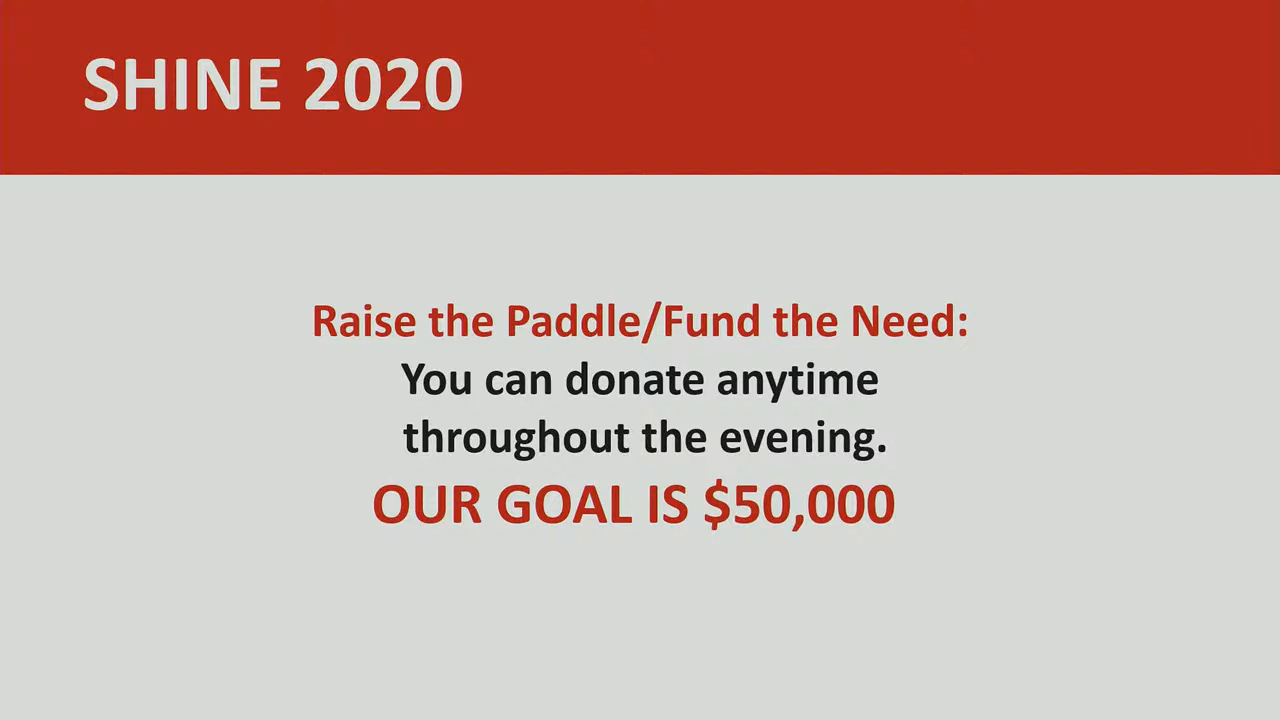 SHINE 2020
Raise the Paddle/Fund the Need:
You can donate anytime
throughout the evening.
OUR GOAL IS $50,000